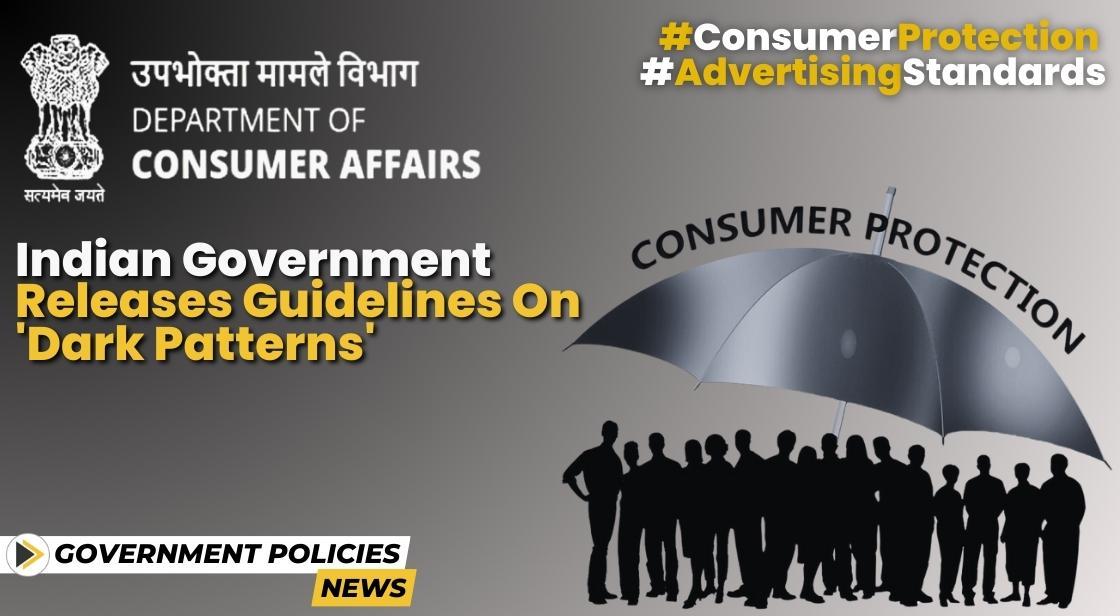 #ConsumerProtection
#AdvertisingStandards
उपभोक्ता मामले विभाग
DEPARTMENT OF
CONSUMER AFFAIRS
सत्यमेव जयते
Indian Government
Releases Guidelines On
'Dark Patterns'
CONSUMER PROTECTION
GOVERNMENT POLICIES
NEWS